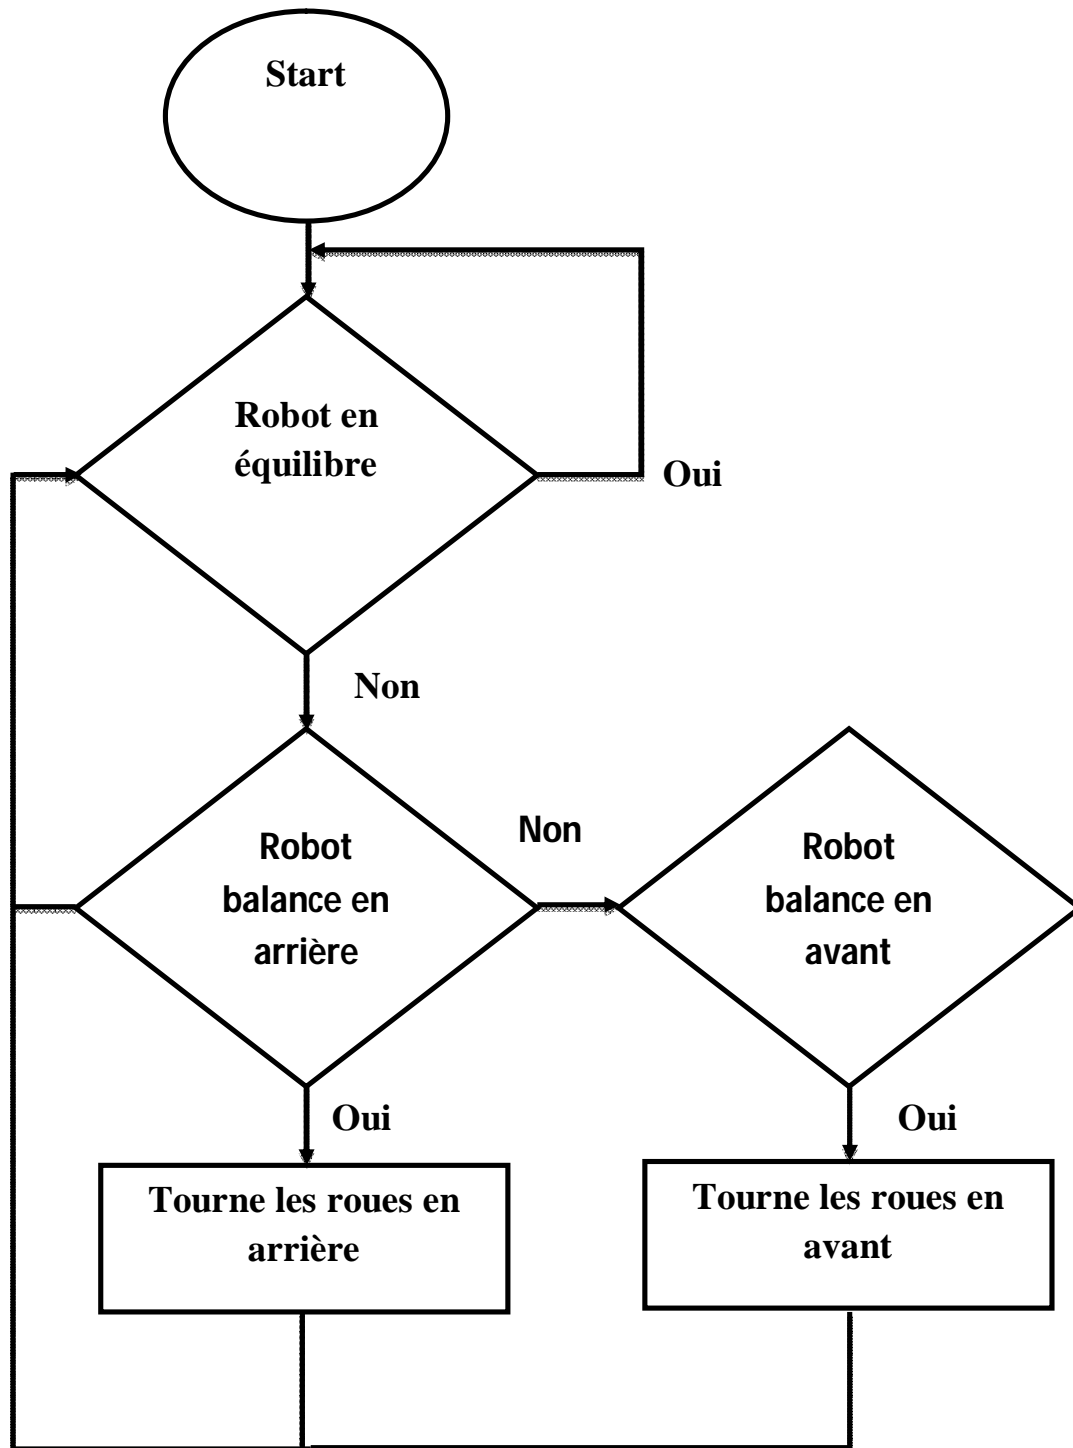 Start
Robot en
équilibre
Oui
Non
Robot
balance en
arrière
Non
Robot
balance en
avant
Oui
Oui
Tourne les roues en
arrière
Tourne les roues en
avant